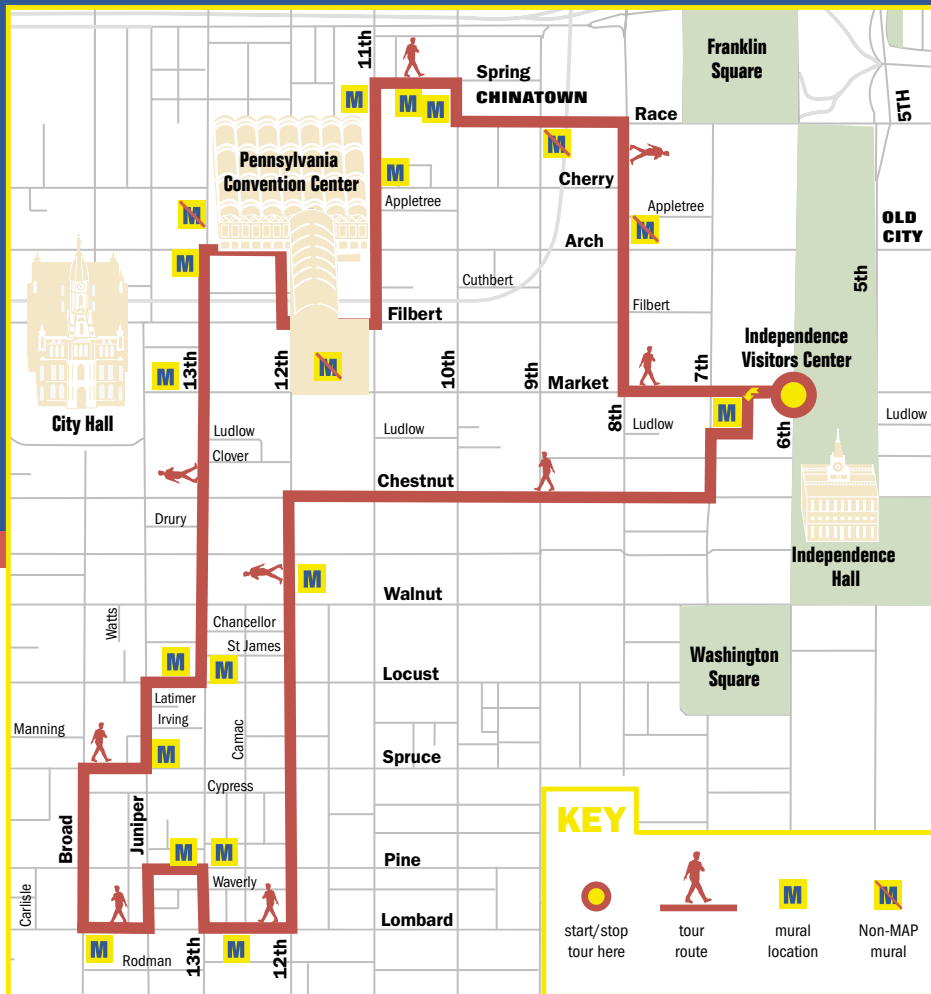 11th
Spring
CHINATOWN
Franklin
Square
5TH
M
M
M
Race
M
Pennsylvania
Convention Center
M
Cherry
Appletree
Appletree
M
M
Arch
OLD
CITY
M
Cuthbert
5th
Filbert
Filbert
Independence
Visitors Center
M
M
13th
12th
10th
9th
Market
7th
8th
M
6th
City Hall
Ludlow
Ludlow
Ludlow
Ludlow
Clover
Chestnut
Drury
Independence
Hall
M
Walnut
Watts
Chancellor
St James
M
M
Locust
Washington
Square
Latimer
Irving
Manning
Camac
M
Spruce
Cypress
Broad
Juniper
M
M
Pine
Waverly
Carlisle
Lombard
M
M
Rodman
13th
12th
KEY
M
M
start/stop
tour here
tour
route
mural
location
Non-MAP
mural